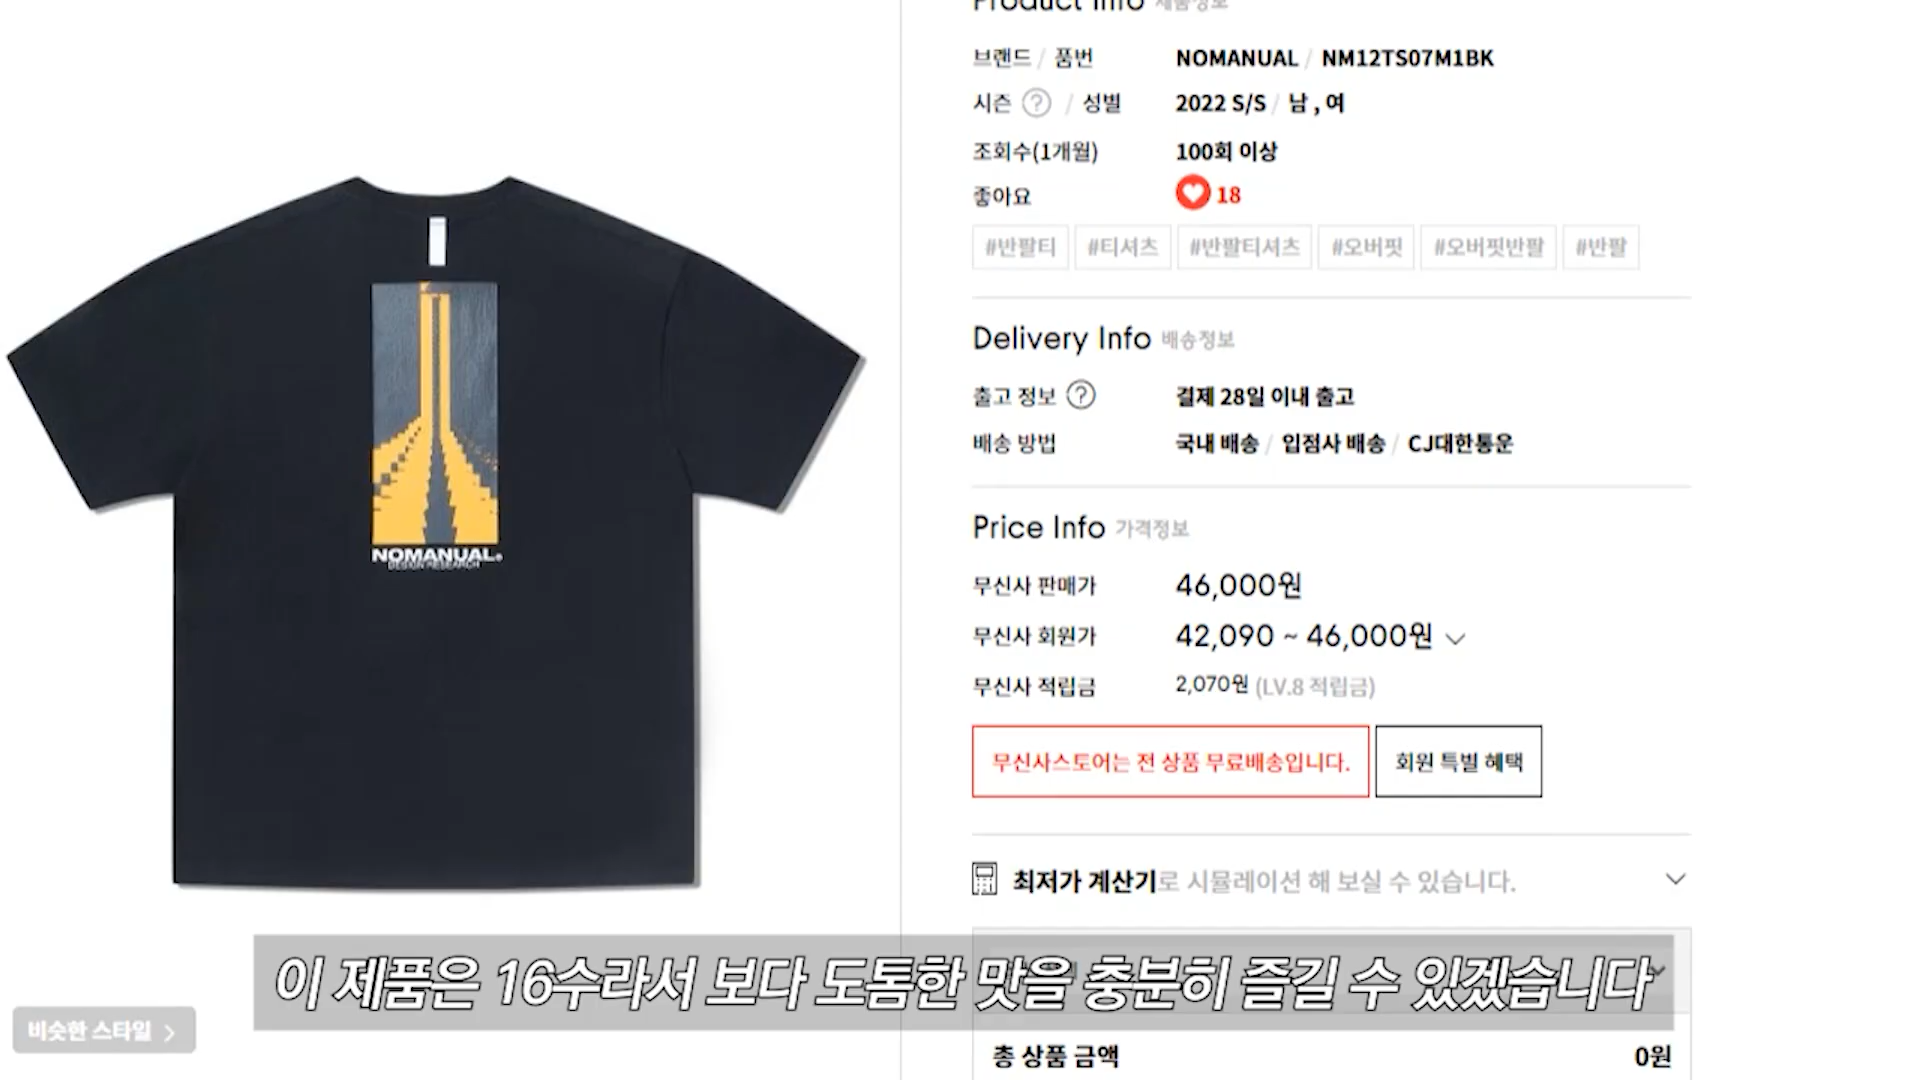 Product Info 제품정보
브랜드 / 품번 NOMANUAL / NM12TS07M1BK
시즌 ? / 성별 2022 S/S / 남 , 여
조회수(1개월) 100회 이상
좋아요 18
#반팔티 #티셔츠 #반팔티셔츠 #오버핏 #오버핏반팔 #반팔
Delivery Info 배송정보
출고 정보 ? 결제 28일 이내 출고
배송 방법 국내 배송 / 입점사 배송 / CJ대한통운
Price Info 가격정보
무신사 판매가 46,000원
무신사 회원가 42,090 ~ 46,000원
무신사 적립금 2,070원 (LV.8 적립금)
무신사스토어는 전 상품 무료배송입니다. 회원 특별 혜택
최저가 계산기로 시뮬레이션 해 보실 수 있습니다.
NOMANUAL®
DESIGN RESEARCH
이 제품은 16수라서 보다 도톰한 맛을 충분히 즐길 수 있겠습니다
비슷한 스타일 >
총 상품 금액 0원